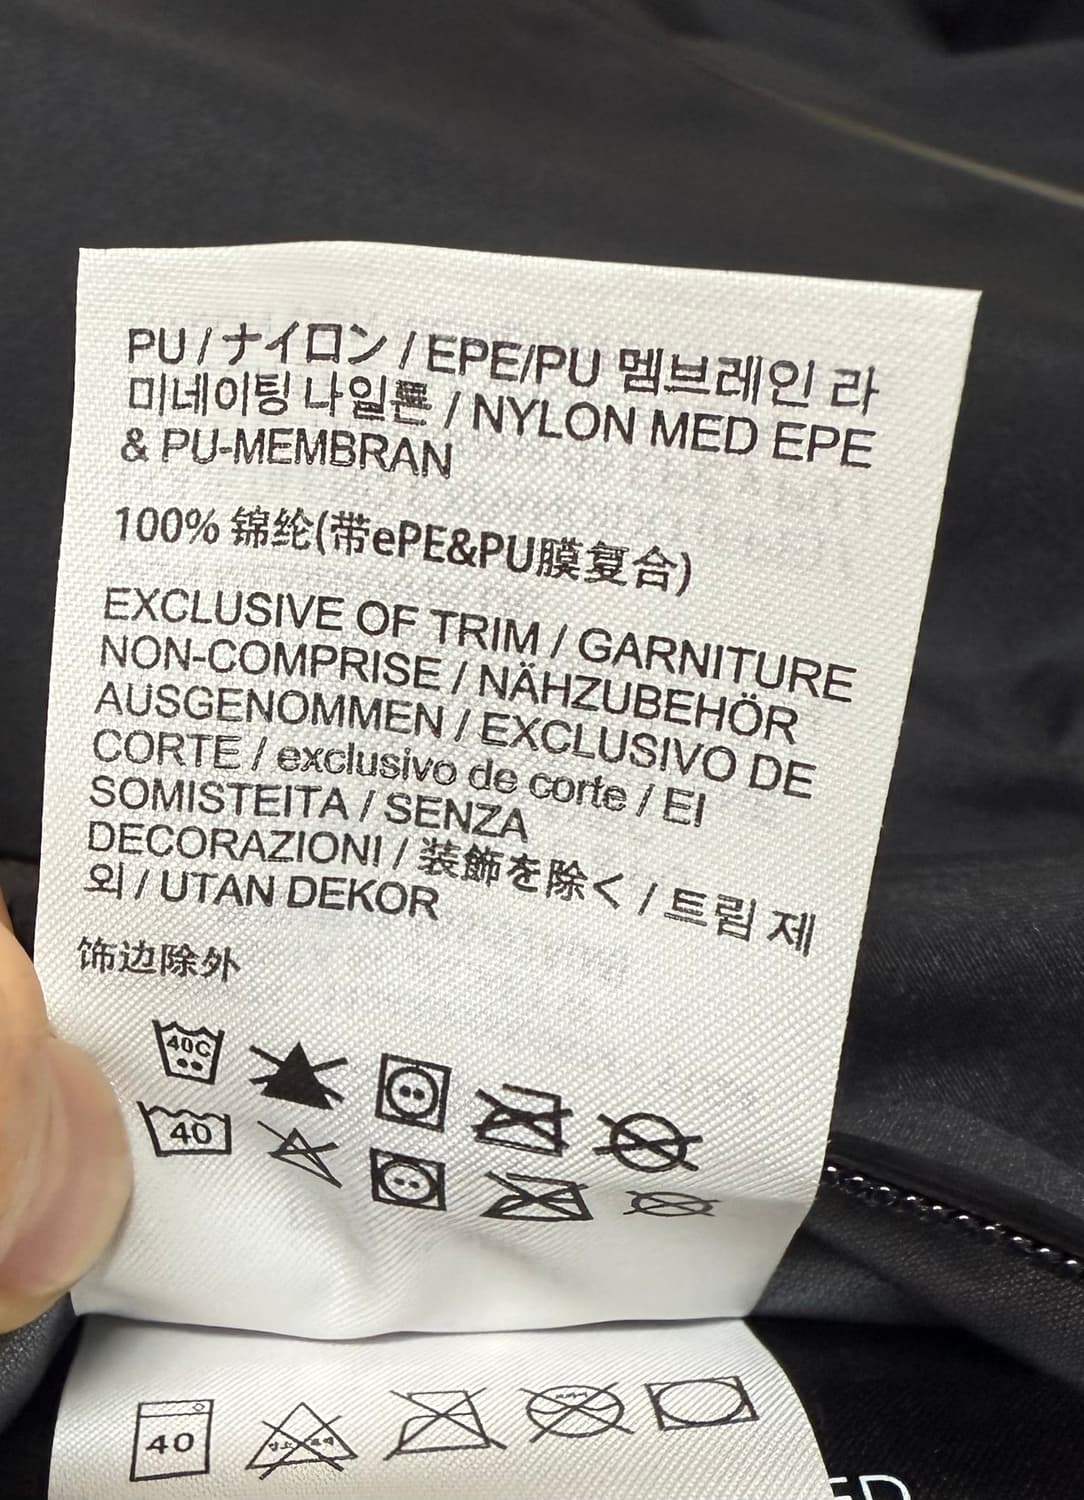 PU / ナイロン / EPE/PU 멤브레인 라
미네이팅 나일론 / NYLON MED EPE
& PU-MEMBRAN
100% 锦纶(带ePE&PU膜复合)
EXCLUSIVE OF TRIM / GARNITURE
NON-COMPRISE / NÄHZUBEHÖR
AUSGENOMMEN / EXCLUSIVO DE
CORTE / exclusivo de corte / EI
SOMISTEITA / SENZA
DECORAZIONI / 装飾を除く / 트림 제
외 / UTAN DEKOR
饰边除外
40C
40
40